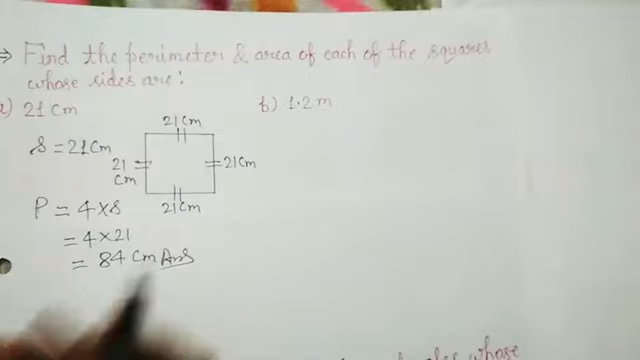 ⇒ Find the perimeter & area of each of the squares
whose sides are:
a) 21 cm
b) 1.2 m
S = 21 cm
21 cm
21 cm
21 cm
21 cm
P = 4×s
= 4×21
= 84 cm Ans
whose